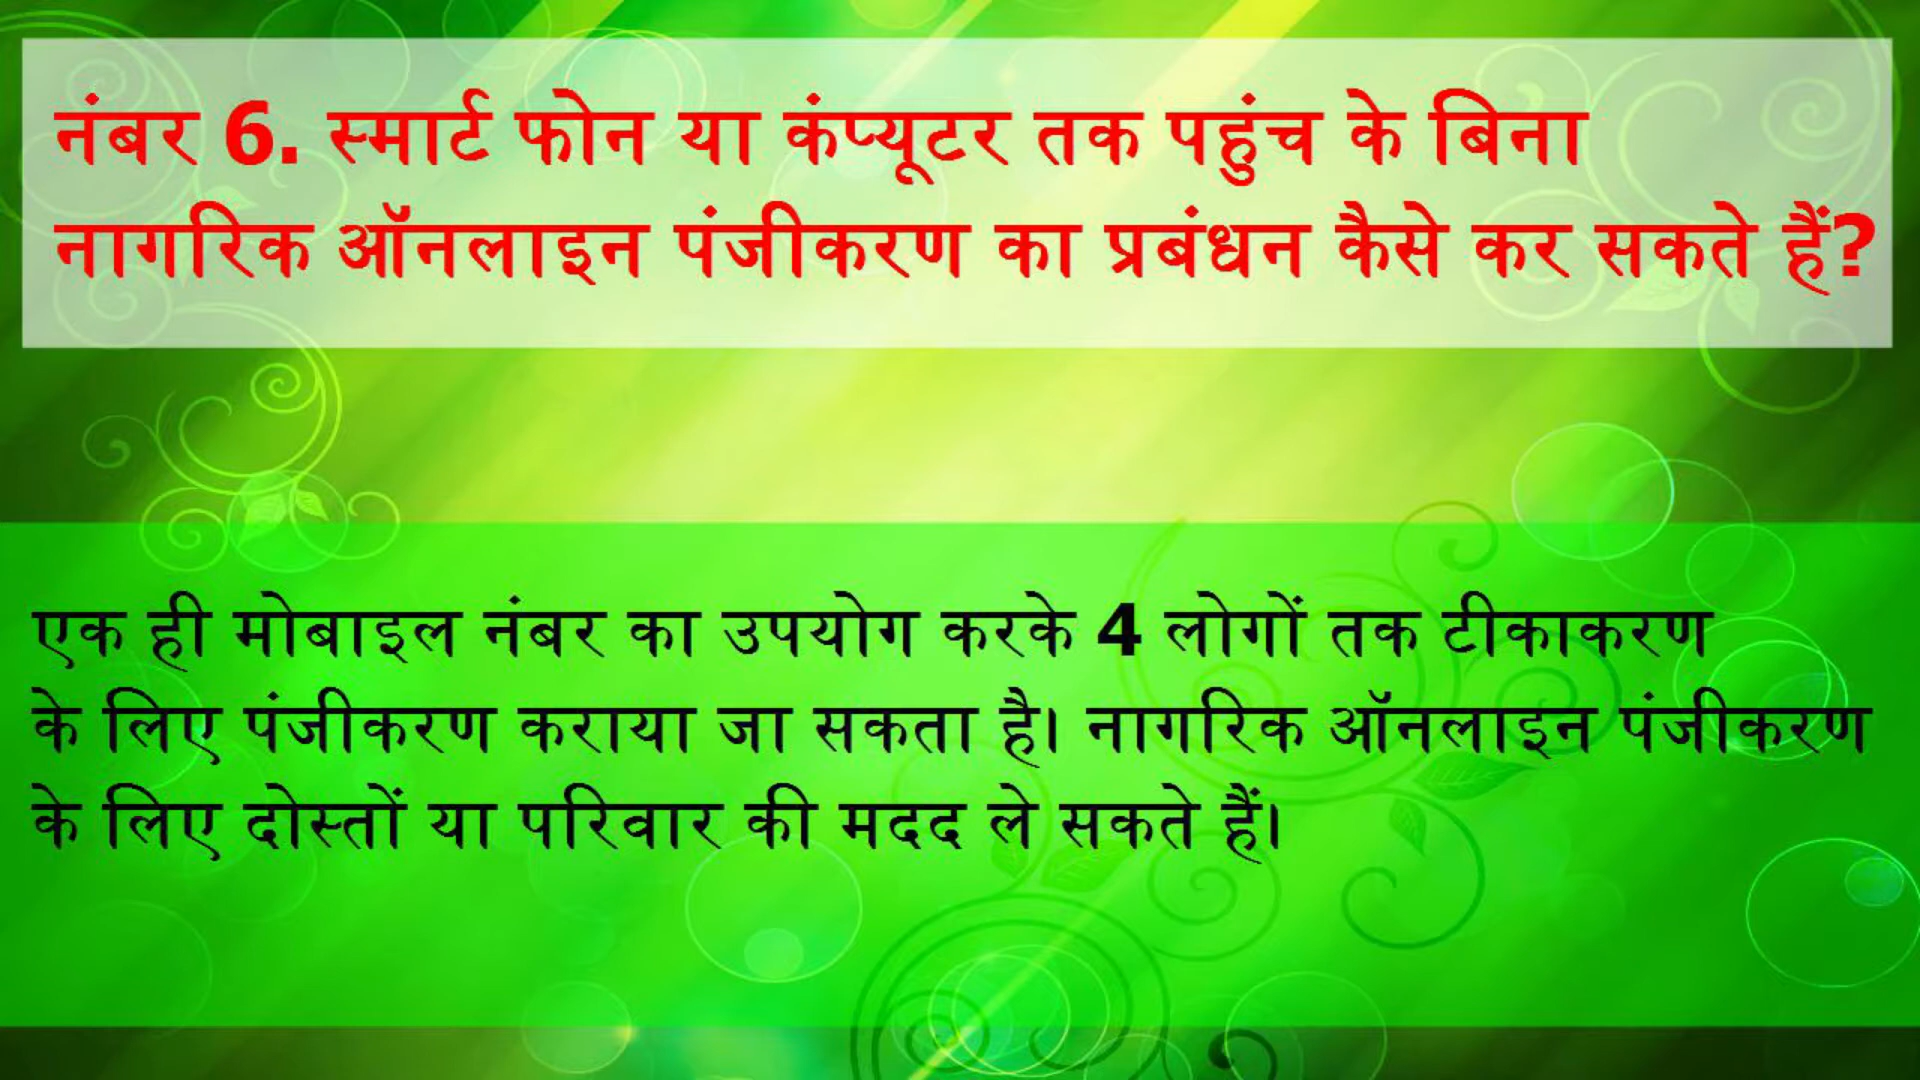 नंबर 6. स्मार्ट फोन या कंप्यूटर तक पहुंच के बिना
नागरिक ऑनलाइन पंजीकरण का प्रबंधन कैसे कर सकते हैं?
एक ही मोबाइल नंबर का उपयोग करके 4 लोगों तक टीकाकरण
के लिए पंजीकरण कराया जा सकता है। नागरिक ऑनलाइन पंजीकरण
के लिए दोस्तों या परिवार की मदद ले सकते हैं।